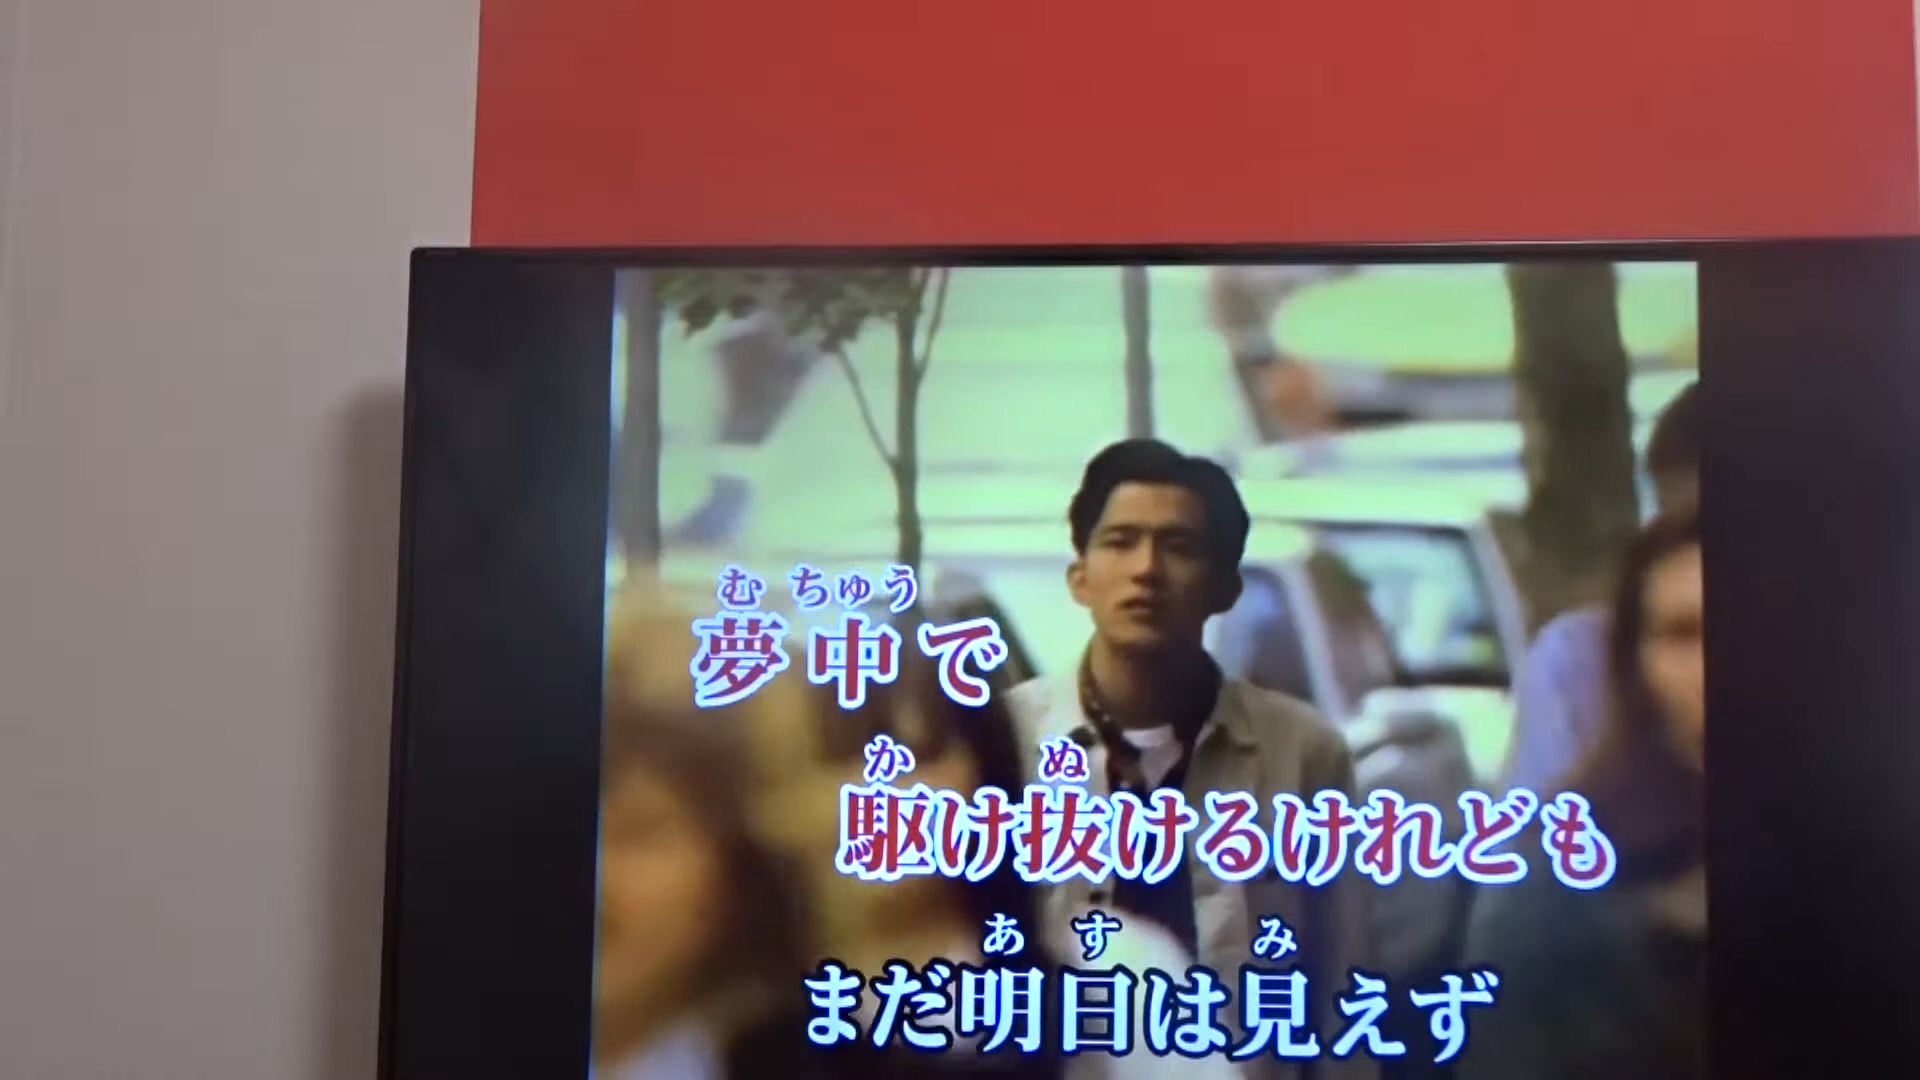 む ちゅう
夢中で
か ぬ
駆け抜けるけれども
あ す み
まだ明日は見えず